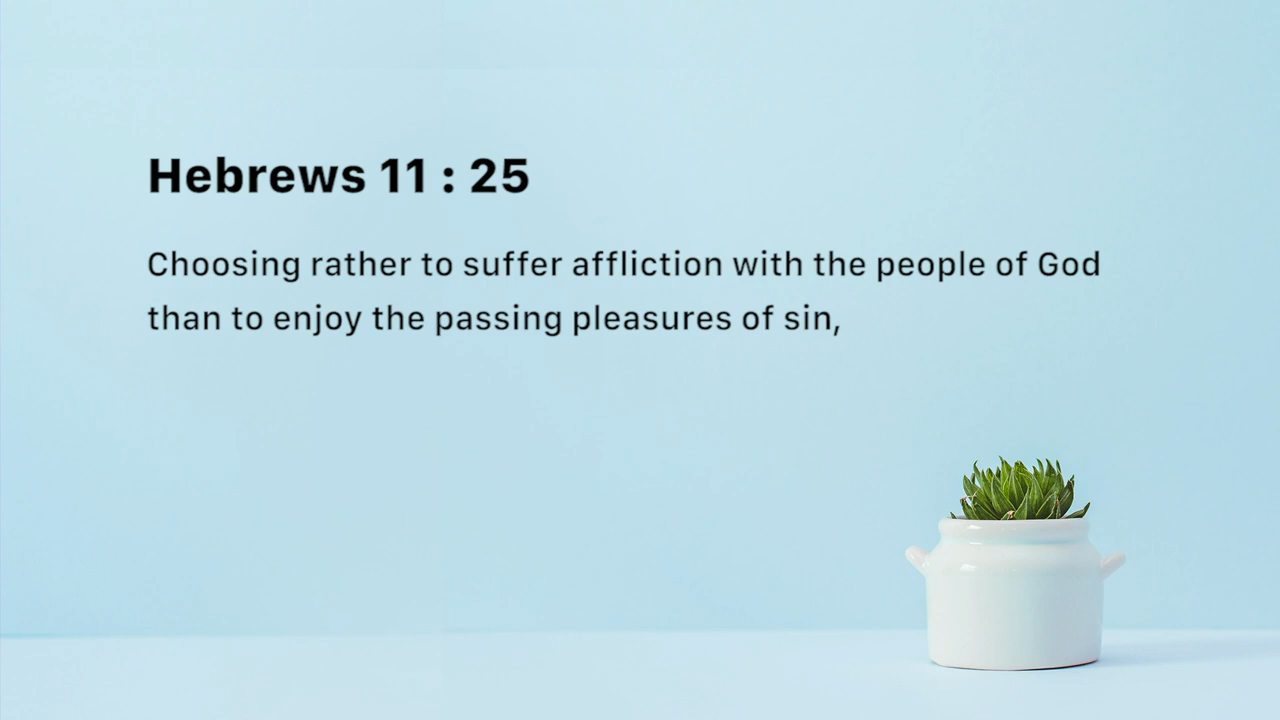 Hebrews 11 : 25
Choosing rather to suffer affliction with the people of God
than to enjoy the passing pleasures of sin,